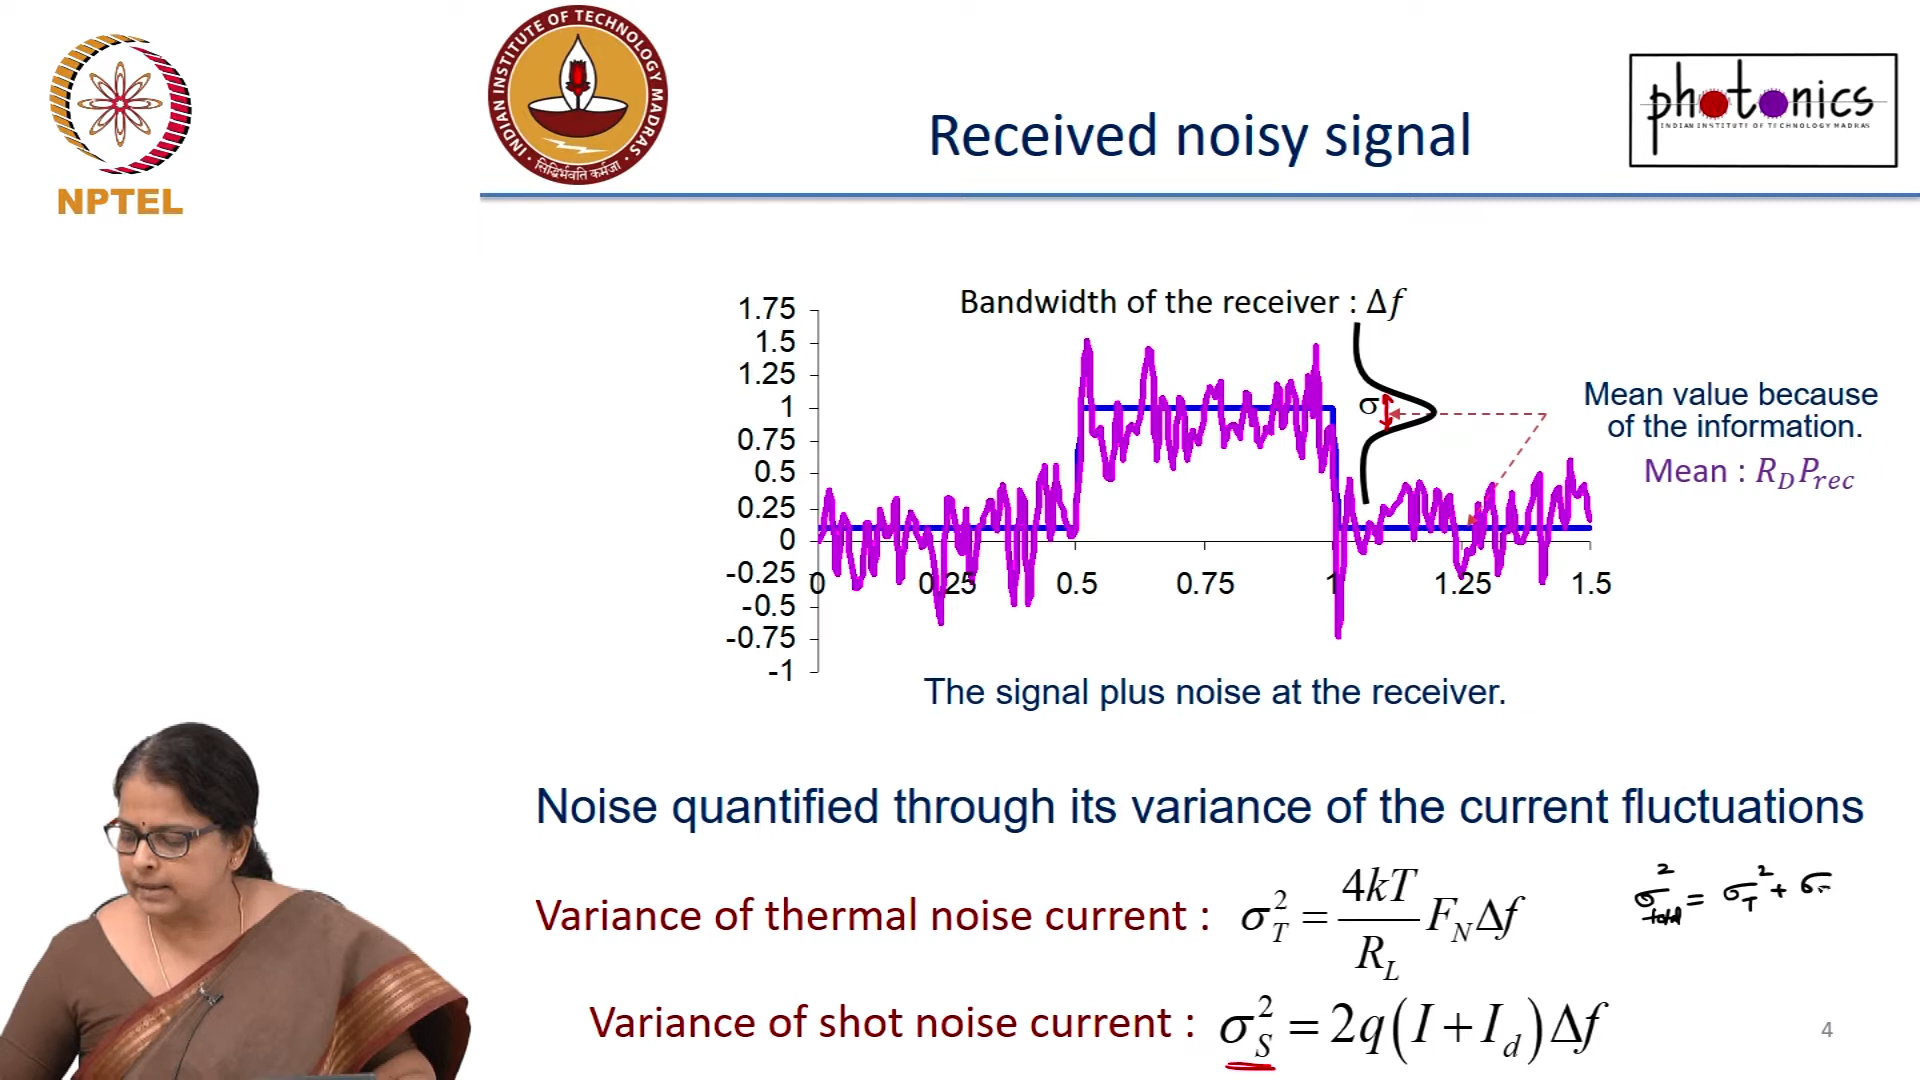 NPTEL
INDIAN INSTITUTE OF TECHNOLOGY MADRAS
सिद्धिर्भवति कर्मजा
photonics
INDIAN INSTITUTE OF TECHNOLOGY MADRAS
Received noisy signal
Bandwidth of the receiver : Δf
1.75
1.5
1.25
1
0.75
0.5
0.25
0
-0.25
-0.5
-0.75
-1
0 0.25 0.5 0.75 1 1.25 1.5
σ
Mean value because
of the information.
Mean : R_D P_rec
The signal plus noise at the receiver.
Noise quantified through its variance of the current fluctuations
Variance of thermal noise current : σ_T^2 = 4kT/R_L F_N Δf
σ_total^2 = σ_T^2 + σ
Variance of shot noise current : σ_S^2 = 2q(I + I_d)Δf
4